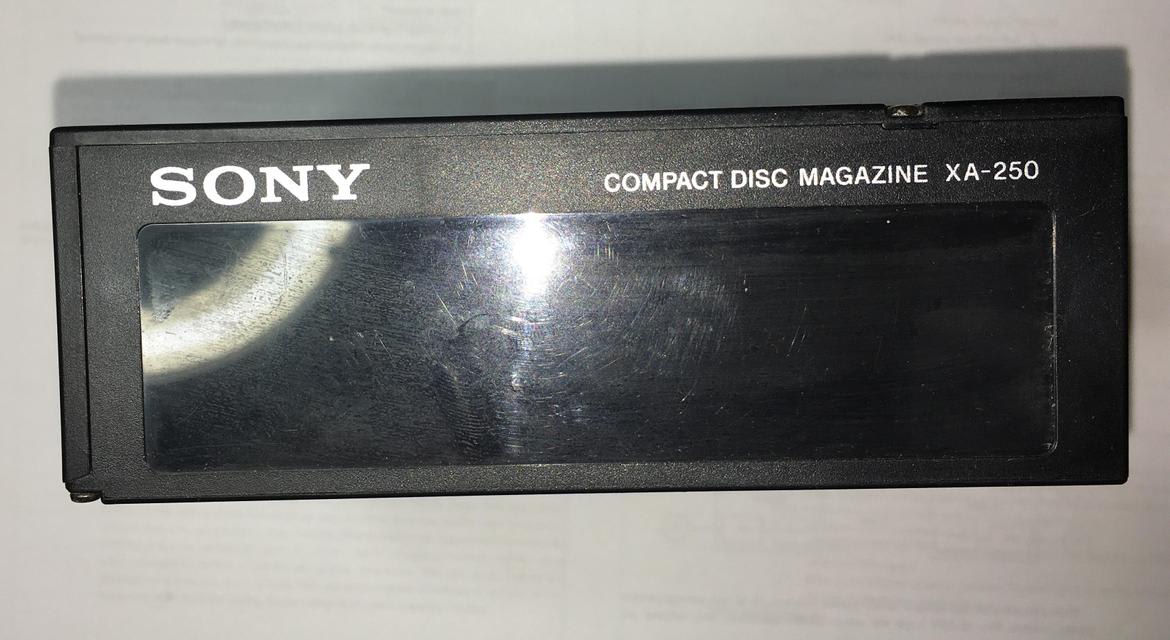 SONY
COMPACT DISC MAGAZINE XA-250